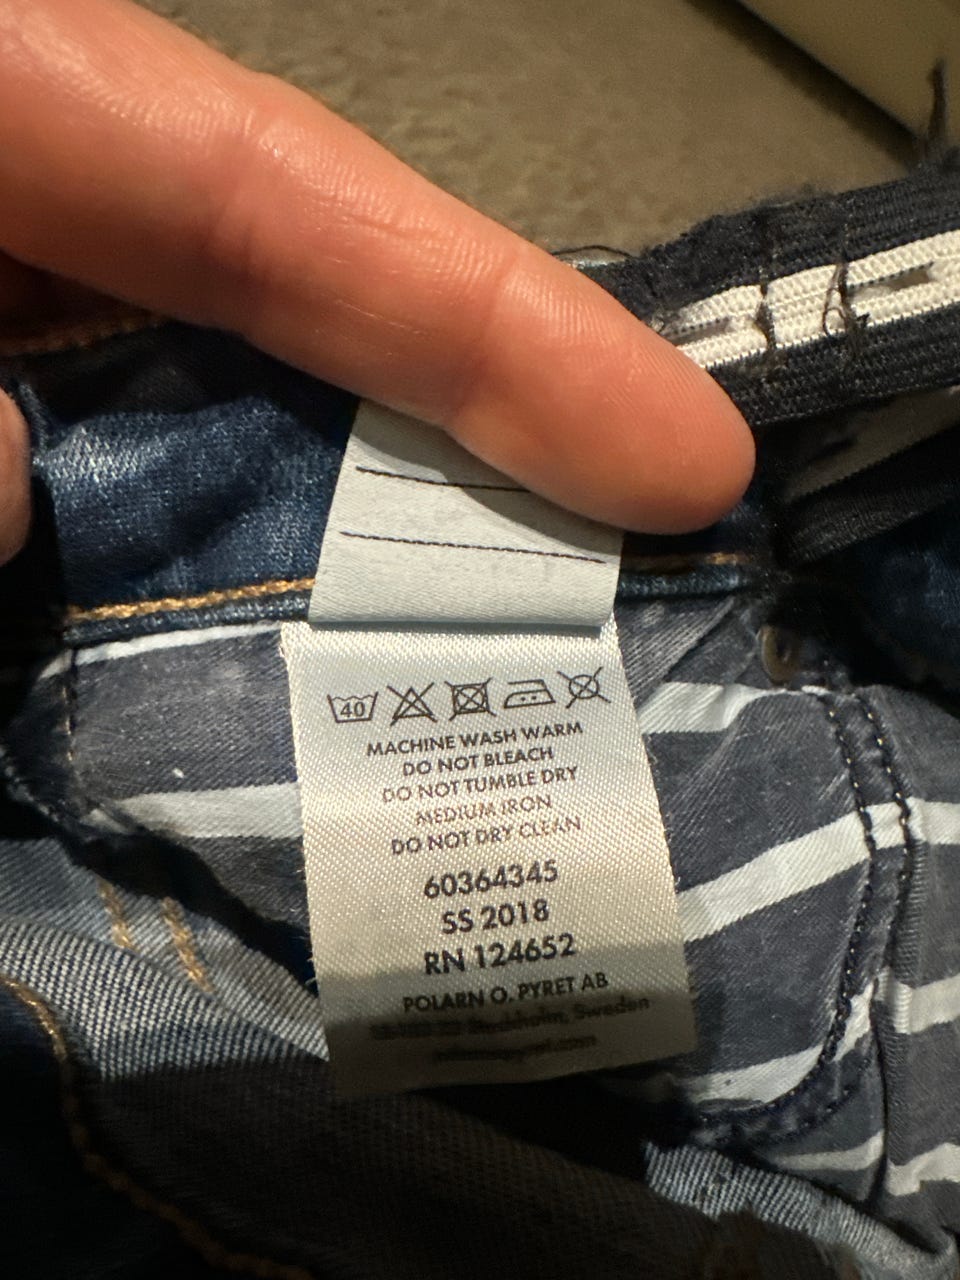 40
MACHINE WASH WARM
DO NOT BLEACH
DO NOT TUMBLE DRY
MEDIUM IRON
DO NOT DRY CLEAN
60364345
SS 2018
RN 124652
POLARN O. PYRET AB
Stockholm, Sweden